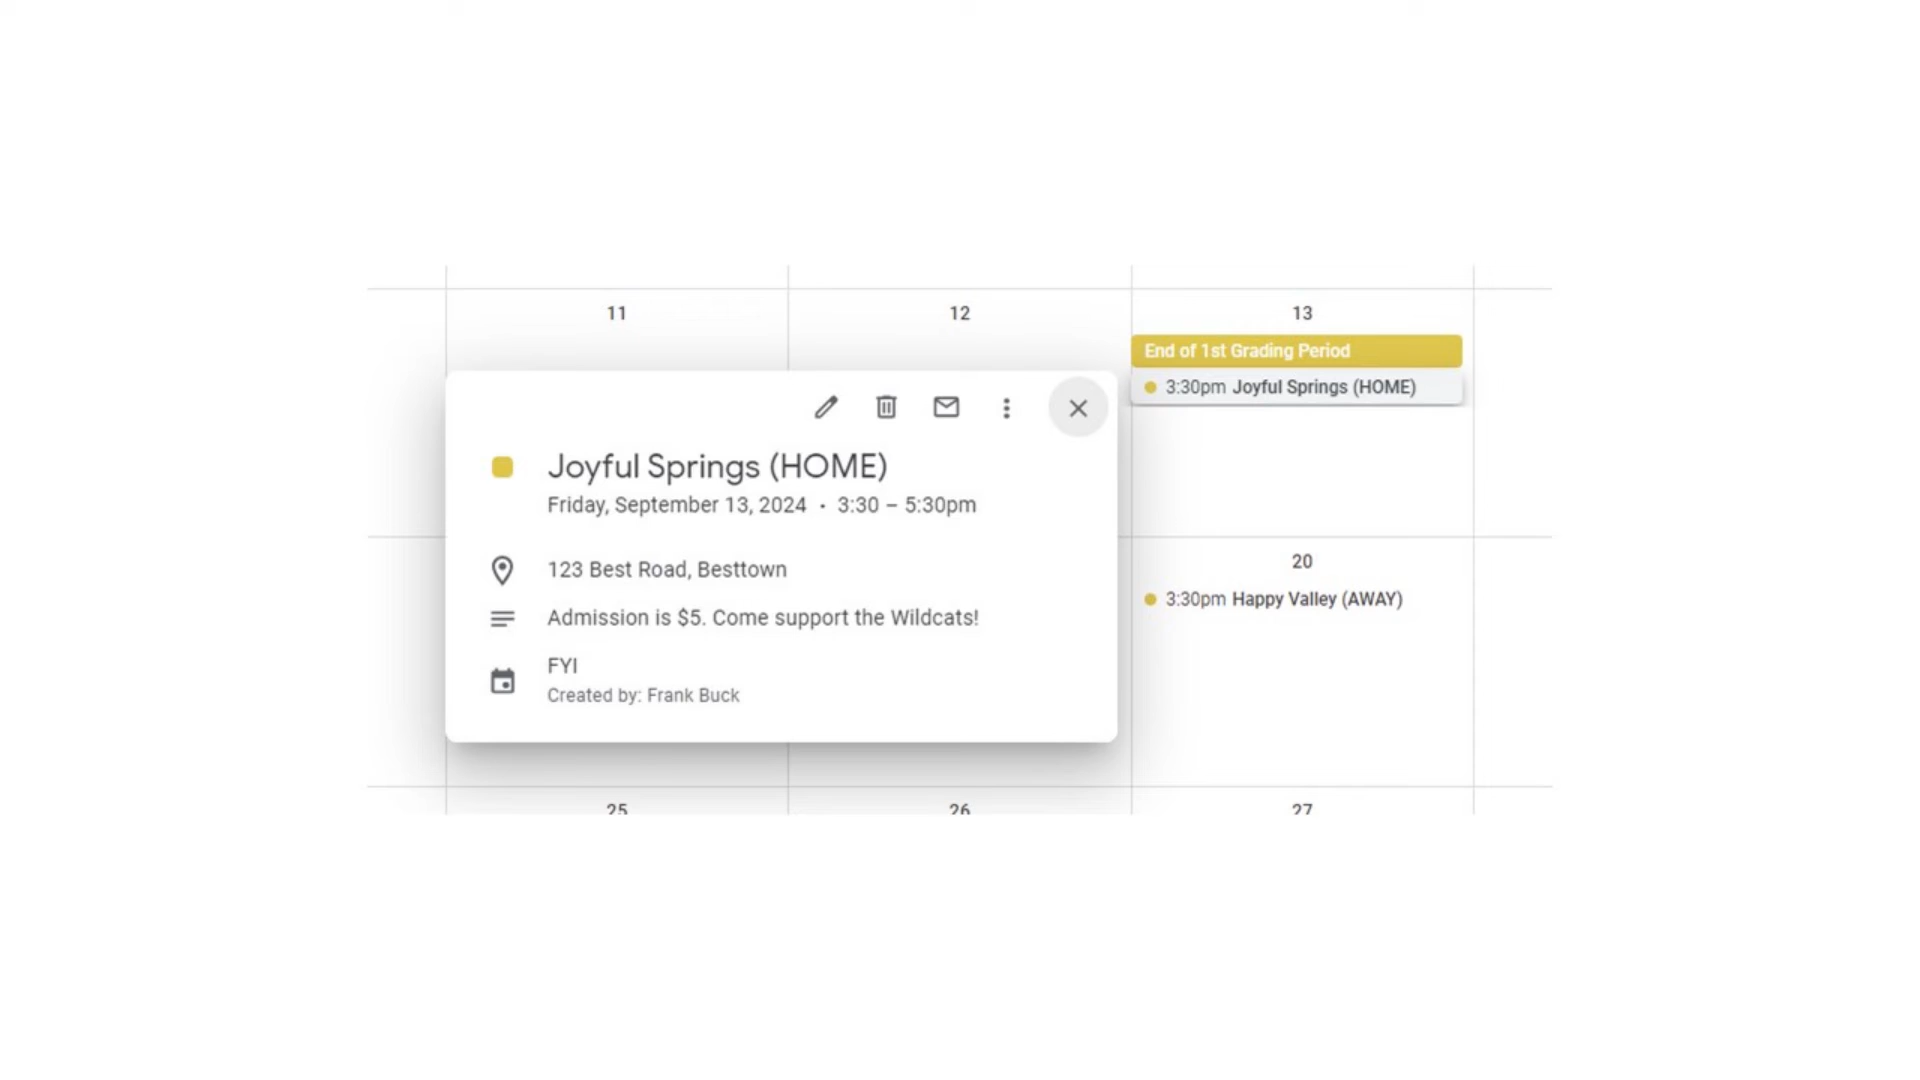 11
12
13
End of 1st Grading Period
3:30pm Joyful Springs (HOME)
Joyful Springs (HOME)
Friday, September 13, 2024 · 3:30 – 5:30pm
123 Best Road, Besttown
Admission is $5. Come support the Wildcats!
FYI
Created by: Frank Buck
20
3:30pm Happy Valley (AWAY)
25
26
27